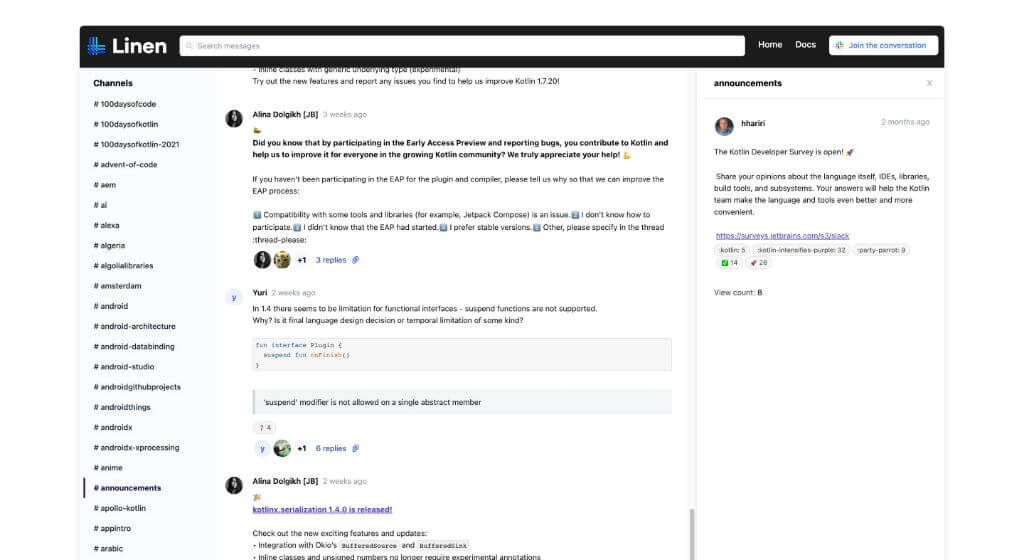 Linen
Search messages
Home
Docs
Join the conversation
Channels
# 100daysofcode
# 100daysofkotlin
# 100daysofkotlin-2021
# advent-of-code
# aem
# ai
# alexa
# algeria
# algolialibraries
# amsterdam
# android
# android-architecture
# android-databinding
# android-studio
# androidgithubprojects
# androidthings
# androidx
# androidx-xprocessing
# anime
# announcements
# apollo-kotlin
# appintro
# arabic
• Inline classes with generic underlying type (experimental)
Try out the new features and report any issues you find to help us improve Kotlin 1.7.20!
Alina Dolgikh [JB] 3 weeks ago
🐛
Did you know that by participating in the Early Access Preview and reporting bugs, you contribute to Kotlin and
help us to improve it for everyone in the growing Kotlin community? We truly appreciate your help! 💪
If you haven't been participating in the EAP for the plugin and compiler, please tell us why so that we can improve the
EAP process:
1️⃣ Compatibility with some tools and libraries (for example, Jetpack Compose) is an issue.2️⃣ I don't know how to
participate.3️⃣ I didn't know that the EAP had started.4️⃣ I prefer stable versions.5️⃣ Other, please specify in the thread
:thread-please:
+1 3 replies
y
Yuri 2 weeks ago
In 1.4 there seems to be limitation for functional interfaces - suspend functions are not supported.
Why? Is it final language design decision or temporal limitation of some kind?
fun interface Plugin {
suspend fun onFinish()
}
'suspend' modifier is not allowed on a single abstract member
❓ 4
y +1 6 replies
Alina Dolgikh [JB] 2 weeks ago
🎉
kotlinx.serialization 1.4.0 is released!
Check out the new exciting features and updates:
• Integration with Okio's BufferedSource and BufferedSink
• Inline classes and unsigned numbers no longer require experimental annotations
announcements
×
hhariri
2 months ago
The Kotlin Developer Survey is open! 🚀
Share your opinions about the language itself, IDEs, libraries,
build tools, and subsystems. Your answers will help the Kotlin
team make the language and tools even better and more
convenient.
https://surveys.jetbrains.com/s3/slack
:kotlin: 5 :kotlin-intensifies-purple: 32 :party-parrot: 9
✅ 14 🚀 28
View count: 8